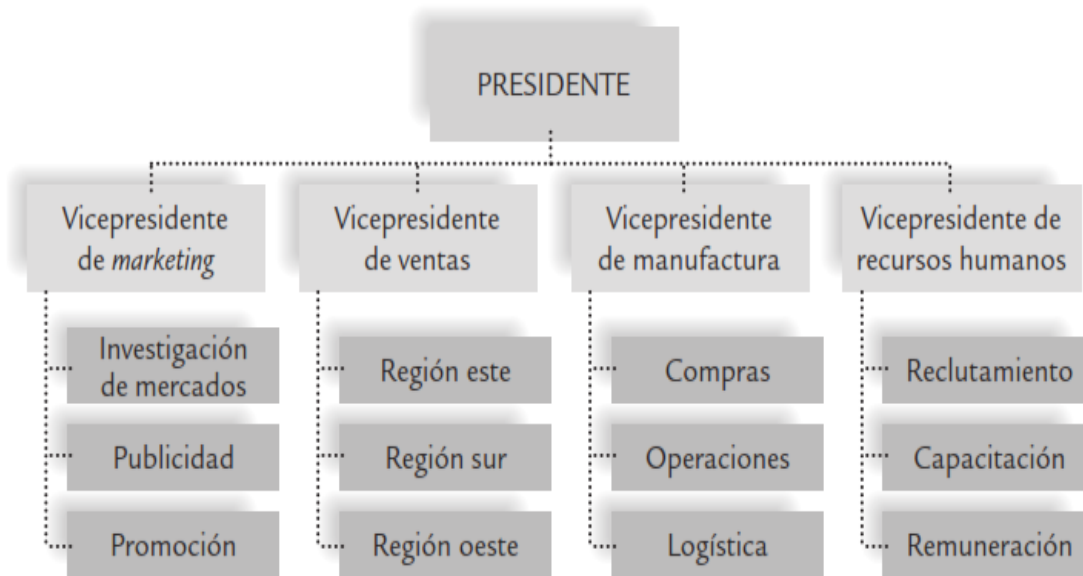 PRESIDENTE
Vicepresidente
de marketing
Vicepresidente
de ventas
Vicepresidente
de manufactura
Vicepresidente de
recursos humanos
Investigación
de mercados
Región este
Compras
Reclutamiento
Publicidad
Región sur
Operaciones
Capacitación
Promoción
Región oeste
Logística
Remuneración